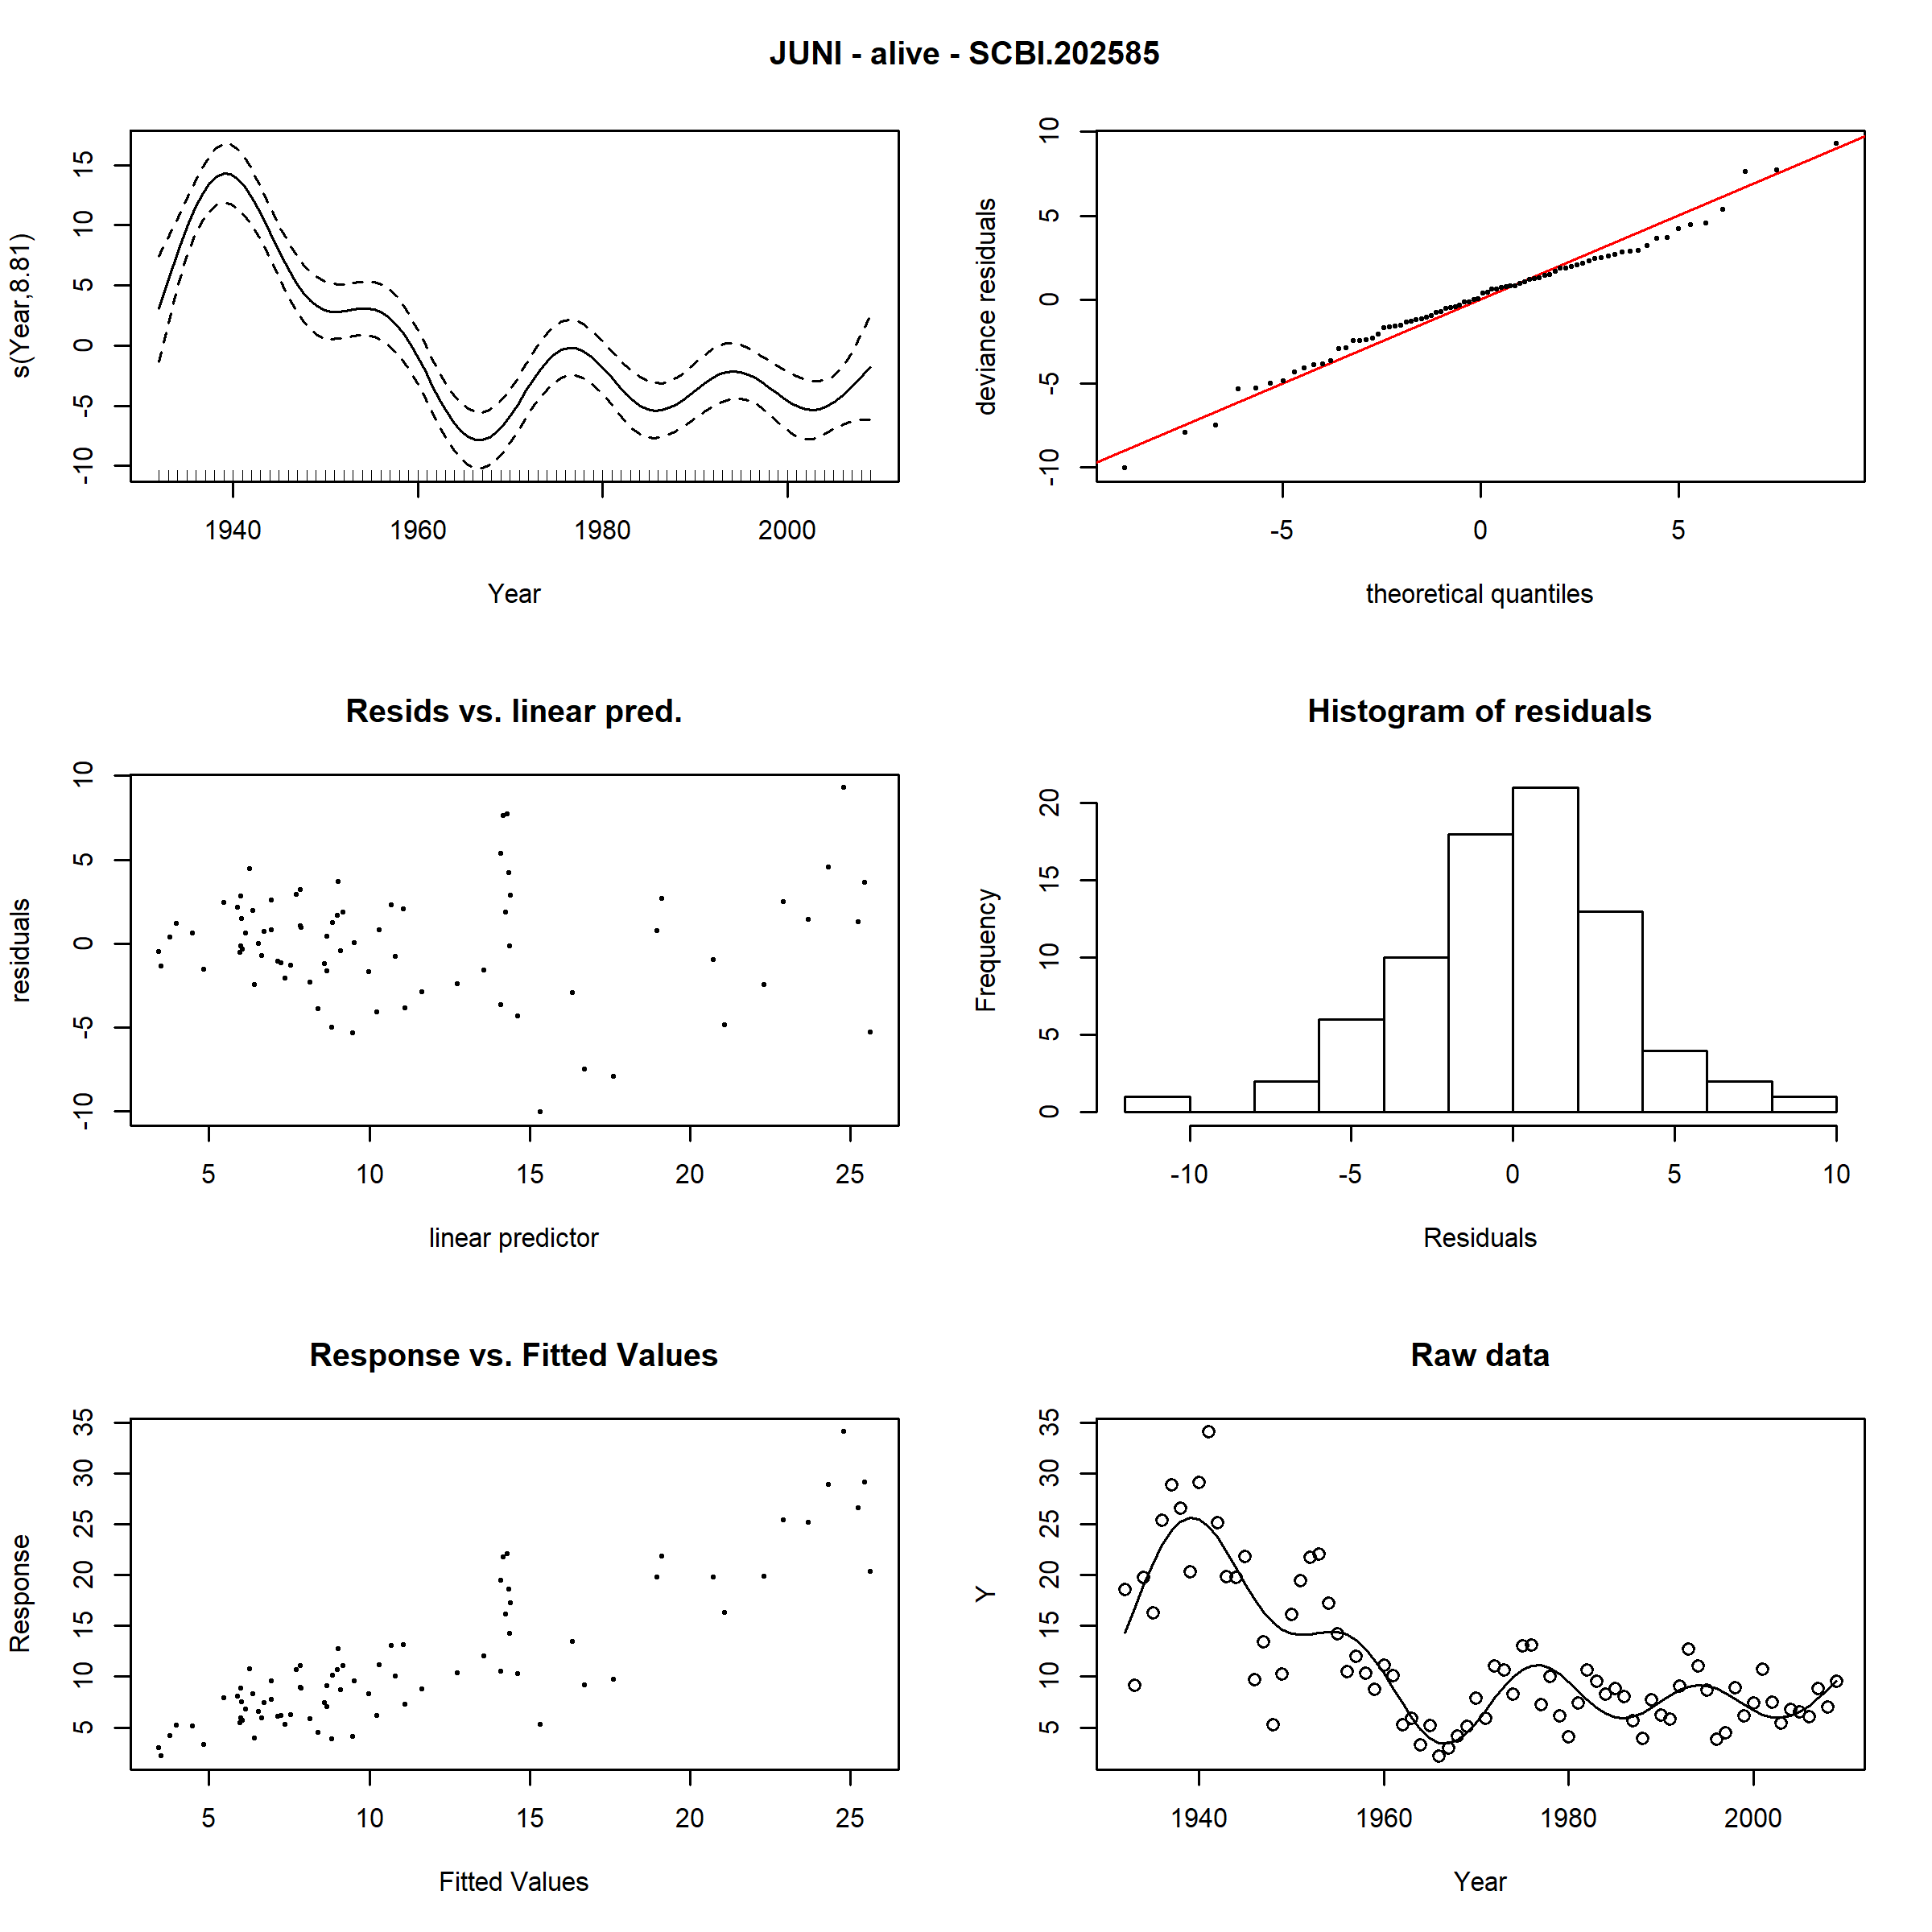 JUNI - alive - SCBI.202585
s(Year,8.81)
-10 -5 0 5 10 15
1940 1960 1980 2000
Year
deviance residuals
-10 -5 0 5 10
-5 0 5
theoretical quantiles
Resids vs. linear pred.
residuals
-10 -5 0 5 10
5 10 15 20 25
linear predictor
Histogram of residuals
Frequency
0 5 10 15 20
-10 -5 0 5 10
Residuals
Response vs. Fitted Values
Response
5 10 15 20 25 30 35
5 10 15 20 25
Fitted Values
Raw data
Y
5 10 15 20 25 30 35
1940 1960 1980 2000
Year